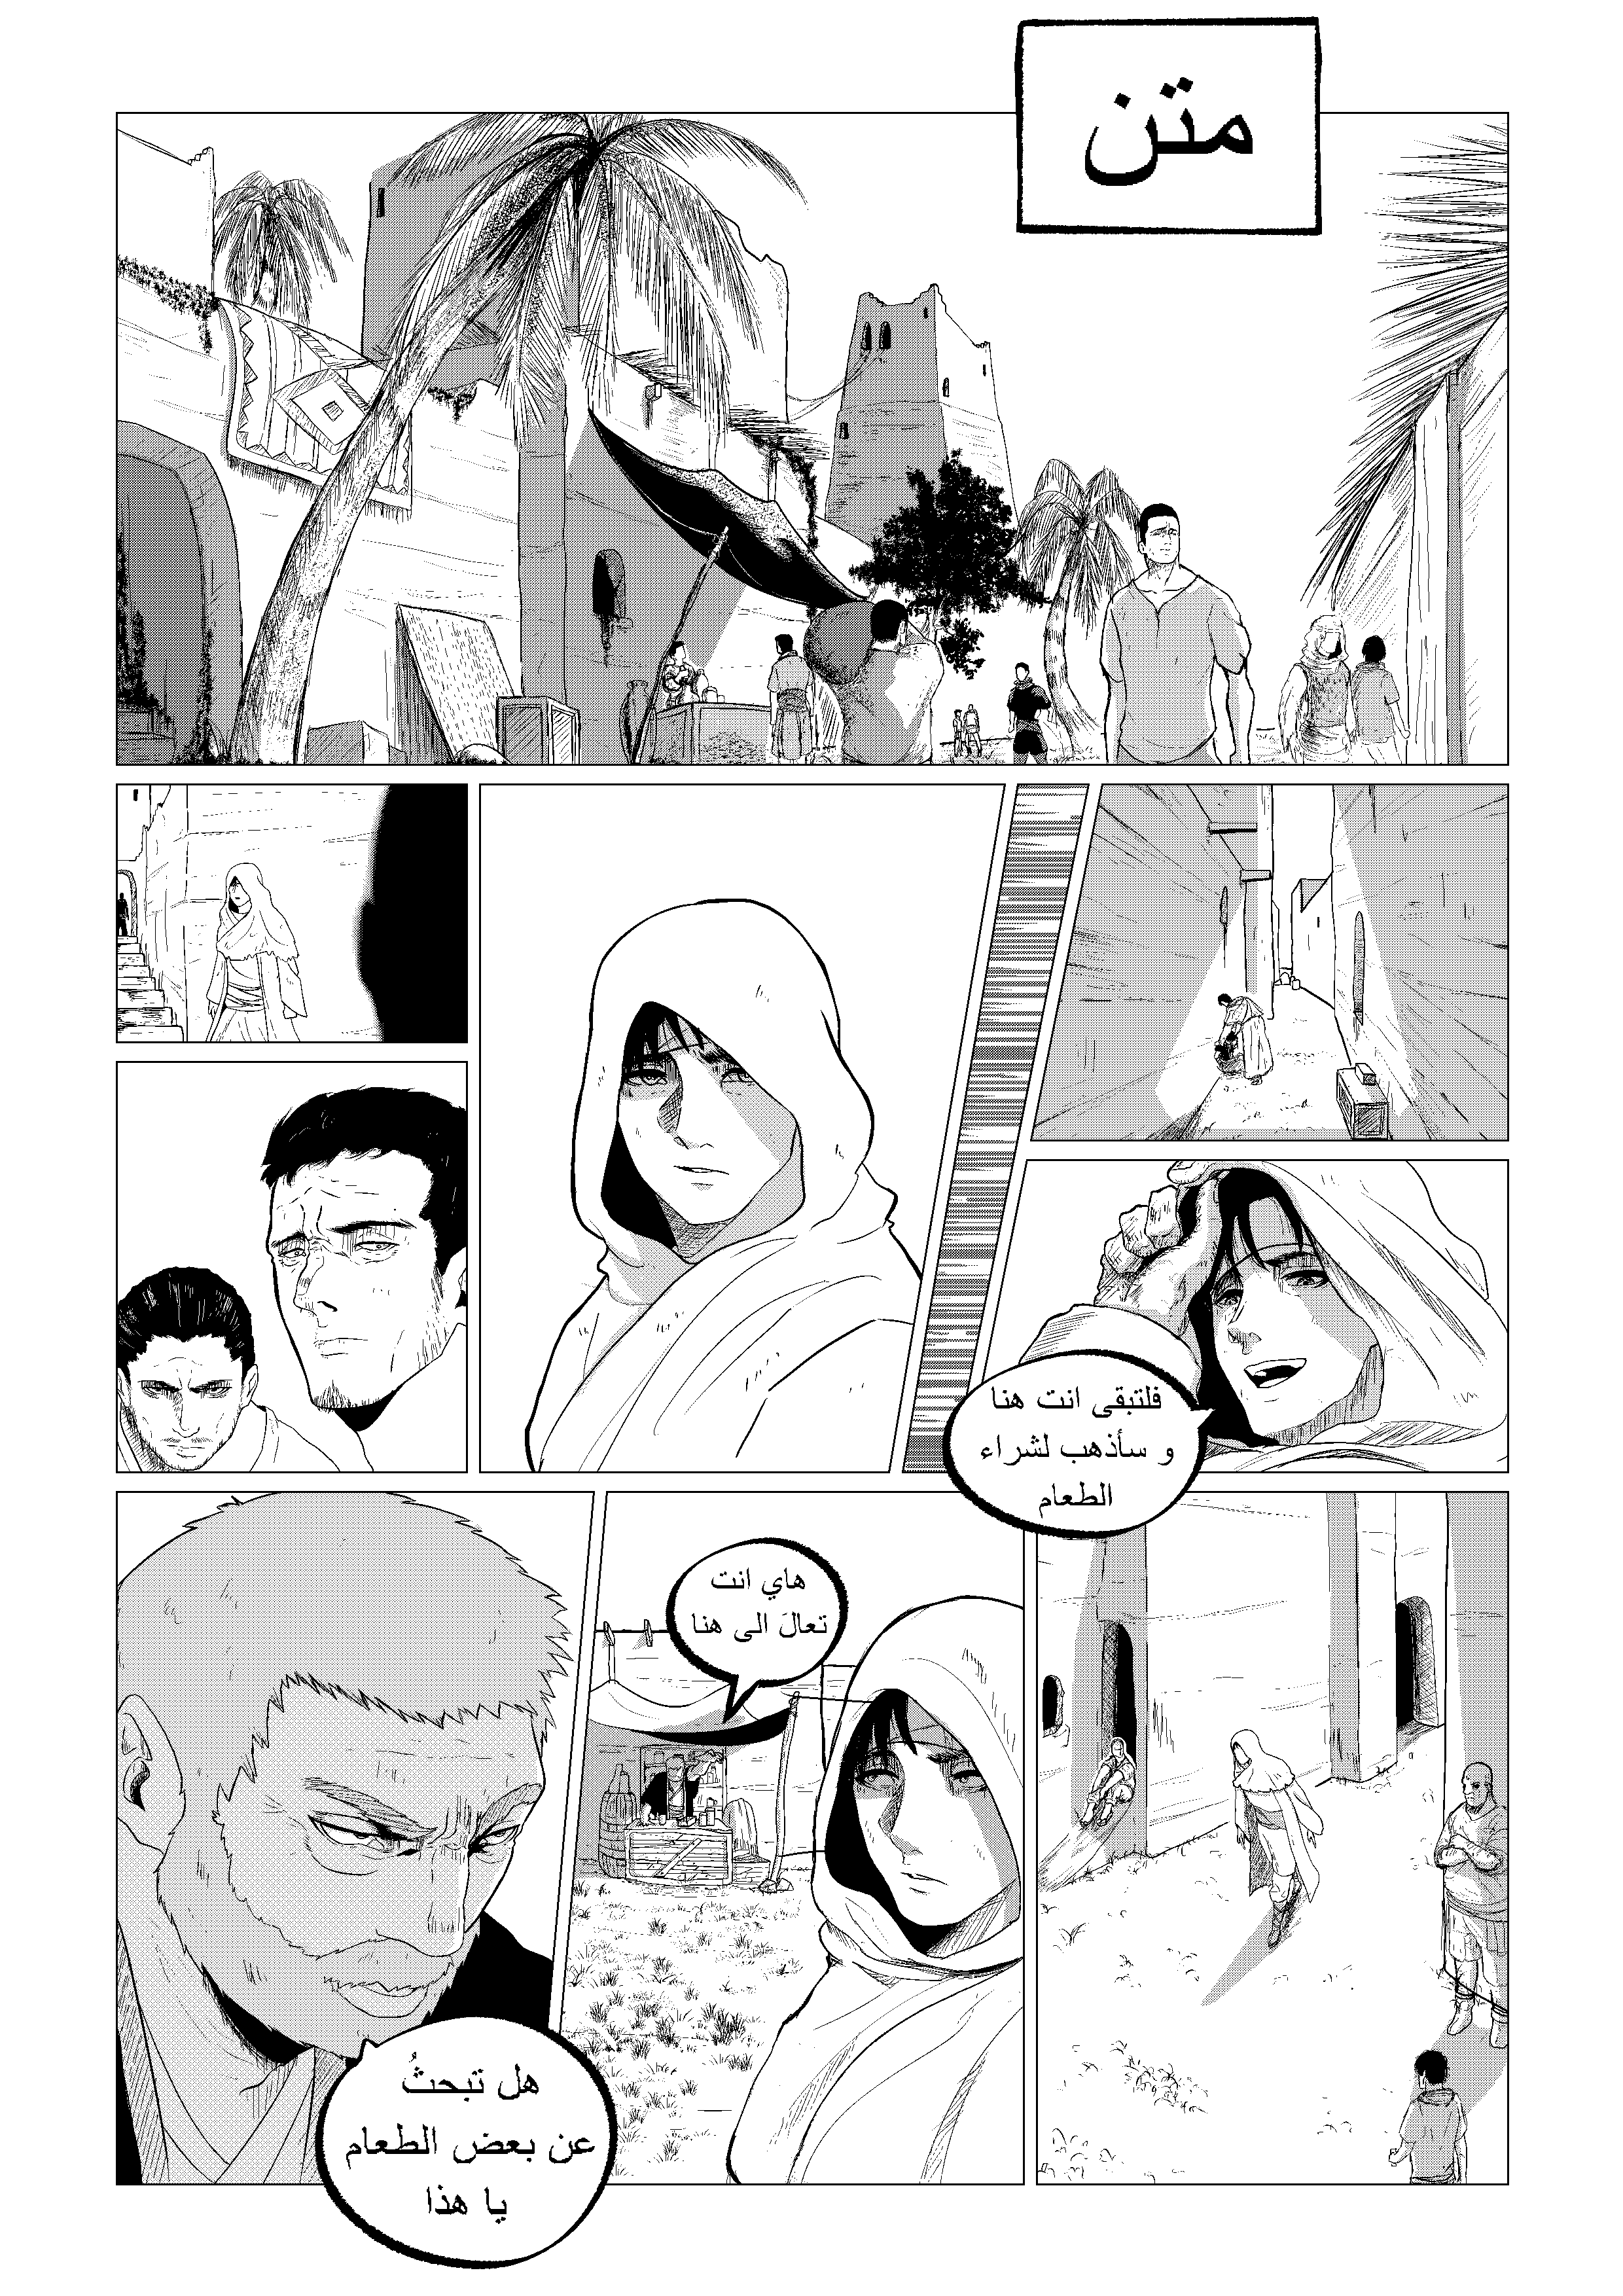 متن
فلتبقى انت هنا
و سأذهب لشراء
الطعام
هاي انت
تعالَ الى هنا
هل تبحثُ
عن بعض الطعام
يا هذا